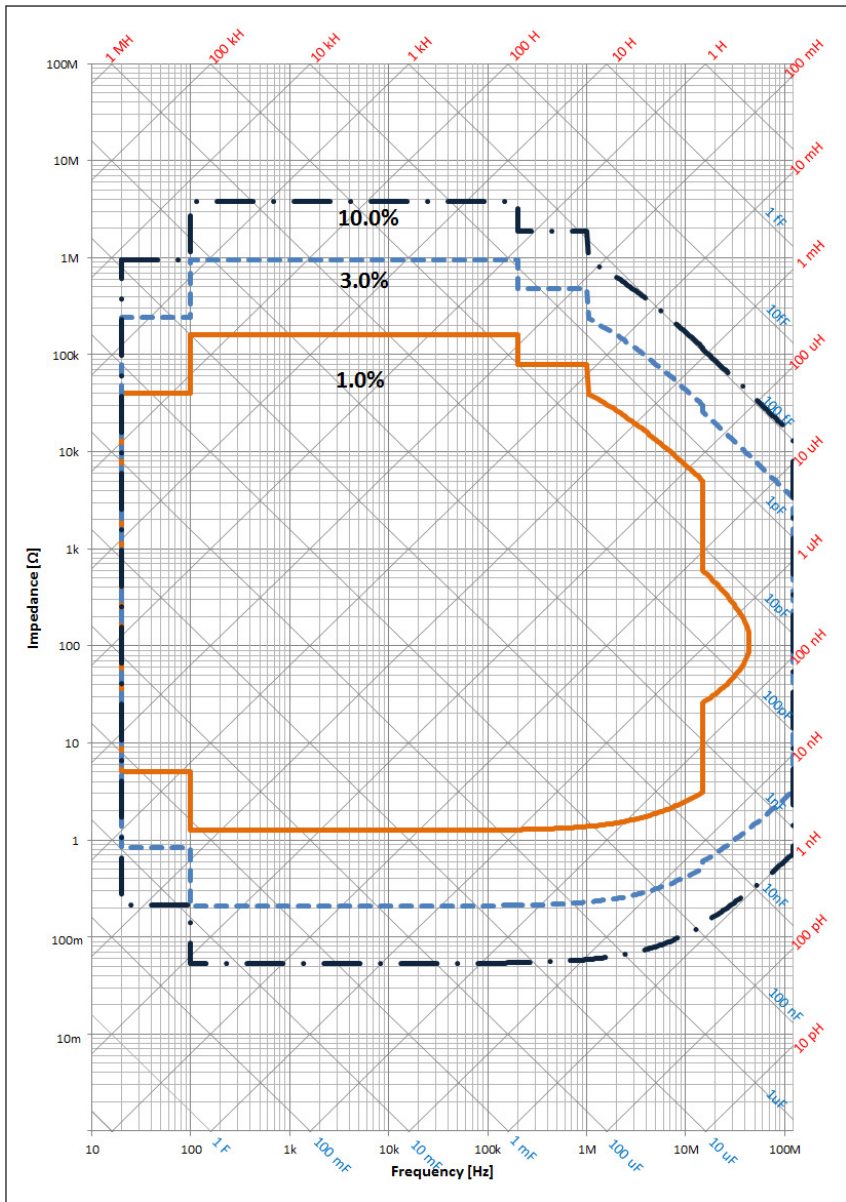 1 MH
100 kH
10 kH
1 kH
100 H
10 H
1 H
100 mH
100M
10M
10 mH
1 fF
10.0%
1M
1 mH
3.0%
10fF
100k
100 uH
1.0%
100 fF
10k
10 uH
1pF
1k
1 uH
Impedance [Ω]
10pF
100
100 nH
100pF
10
10 nH
1nF
1
1 nH
10nF
100m
100 pH
100 nF
10m
10 pH
1uF
10
100
1 F
1k
100 mF
10k
10 mF
100k
1 mF
1M
100 uF
10M
10 uF
100M
Frequency [Hz]